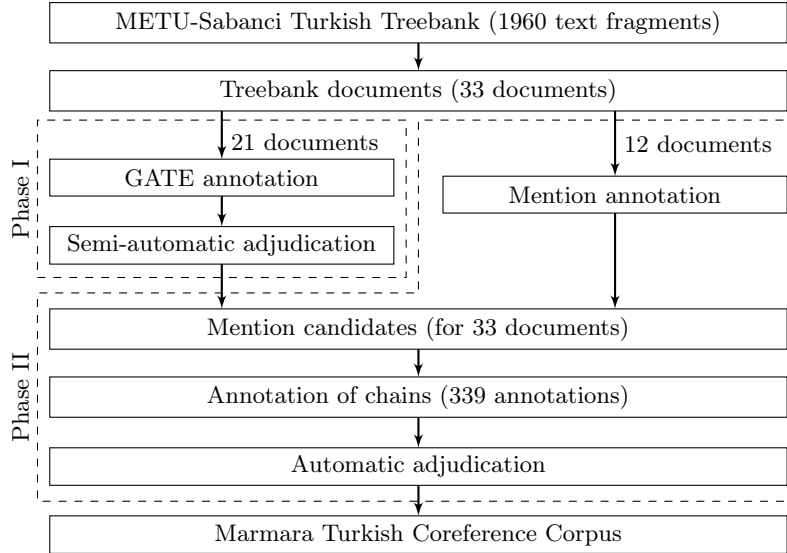 METU-Sabanci Turkish Treebank (1960 text fragments)
Treebank documents (33 documents)
Phase I
21 documents
12 documents
GATE annotation
Mention annotation
Semi-automatic adjudication
Phase II
Mention candidates (for 33 documents)
Annotation of chains (339 annotations)
Automatic adjudication
Marmara Turkish Coreference Corpus